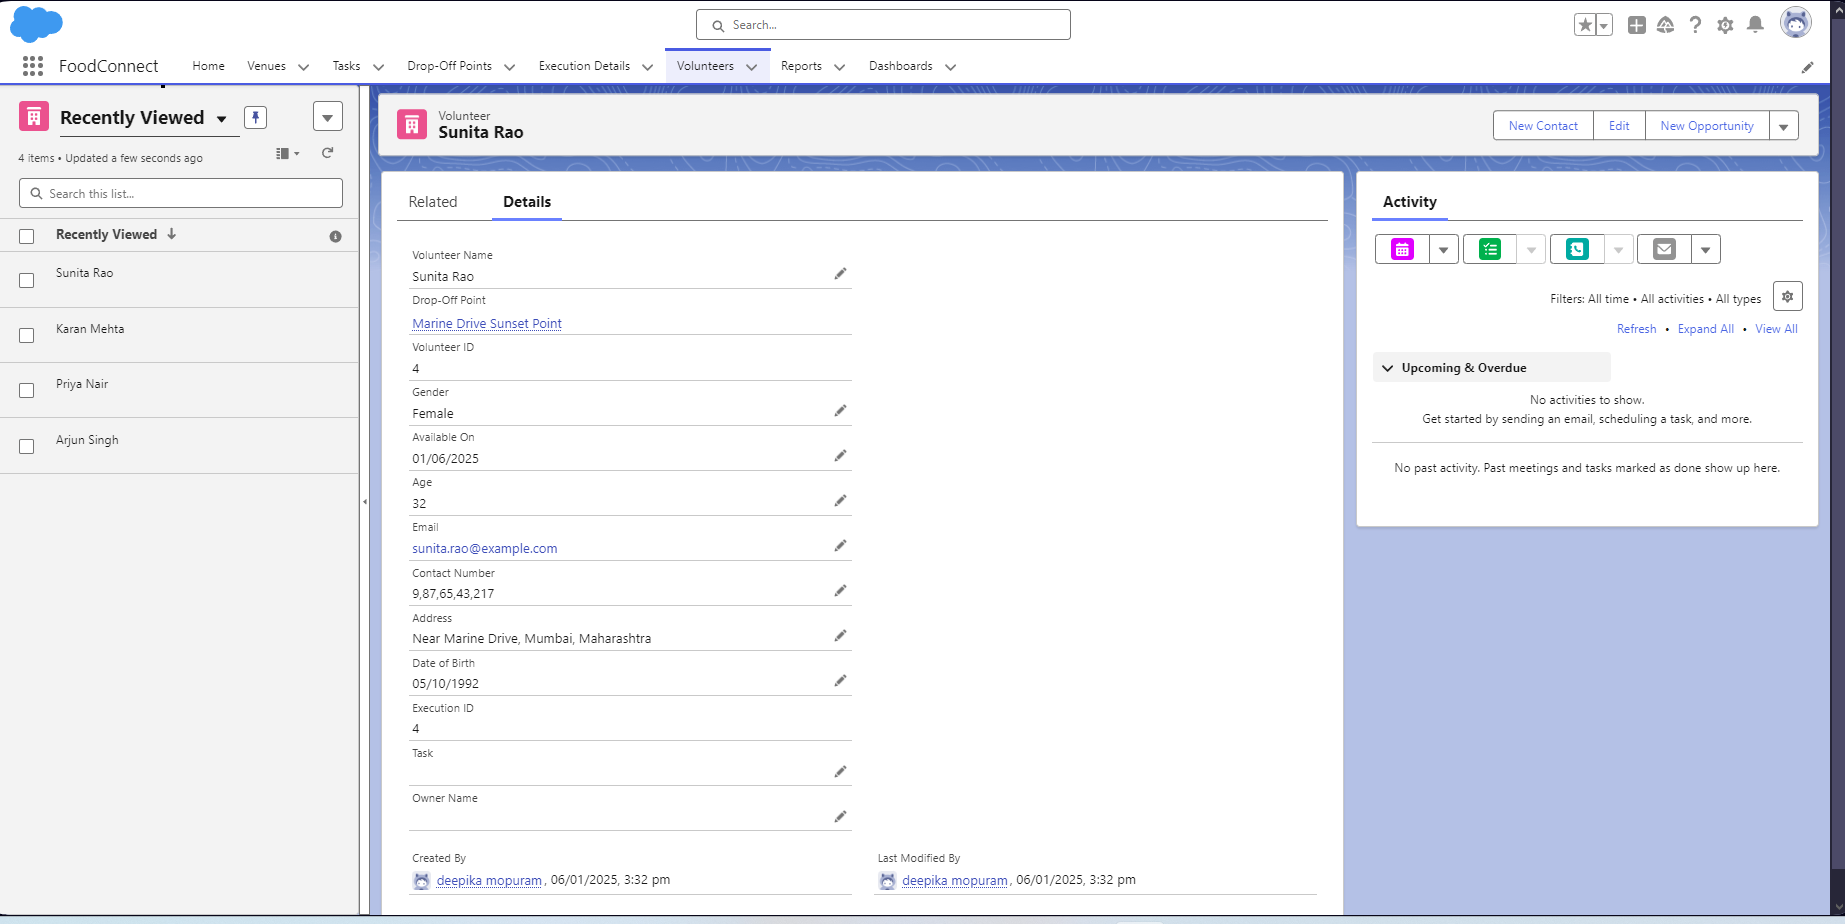 Search...
FoodConnect
Home
Venues
Tasks
Drop-Off Points
Execution Details
Volunteers
Reports
Dashboards
Recently Viewed
4 items • Updated a few seconds ago
Search this list...
Recently Viewed
Sunita Rao
Karan Mehta
Priya Nair
Arjun Singh
Volunteer
Sunita Rao
New Contact
Edit
New Opportunity
Related
Details
Volunteer Name
Sunita Rao
Drop-Off Point
Marine Drive Sunset Point
Volunteer ID
4
Gender
Female
Available On
01/06/2025
Age
32
Email
sunita.rao@example.com
Contact Number
9,87,65,43,217
Address
Near Marine Drive, Mumbai, Maharashtra
Date of Birth
05/10/1992
Execution ID
4
Task
Owner Name
Created By
deepika mopuram, 06/01/2025, 3:32 pm
Last Modified By
deepika mopuram, 06/01/2025, 3:32 pm
Activity
Filters: All time • All activities • All types
Refresh • Expand All • View All
Upcoming & Overdue
No activities to show.
Get started by sending an email, scheduling a task, and more.
No past activity. Past meetings and tasks marked as done show up here.